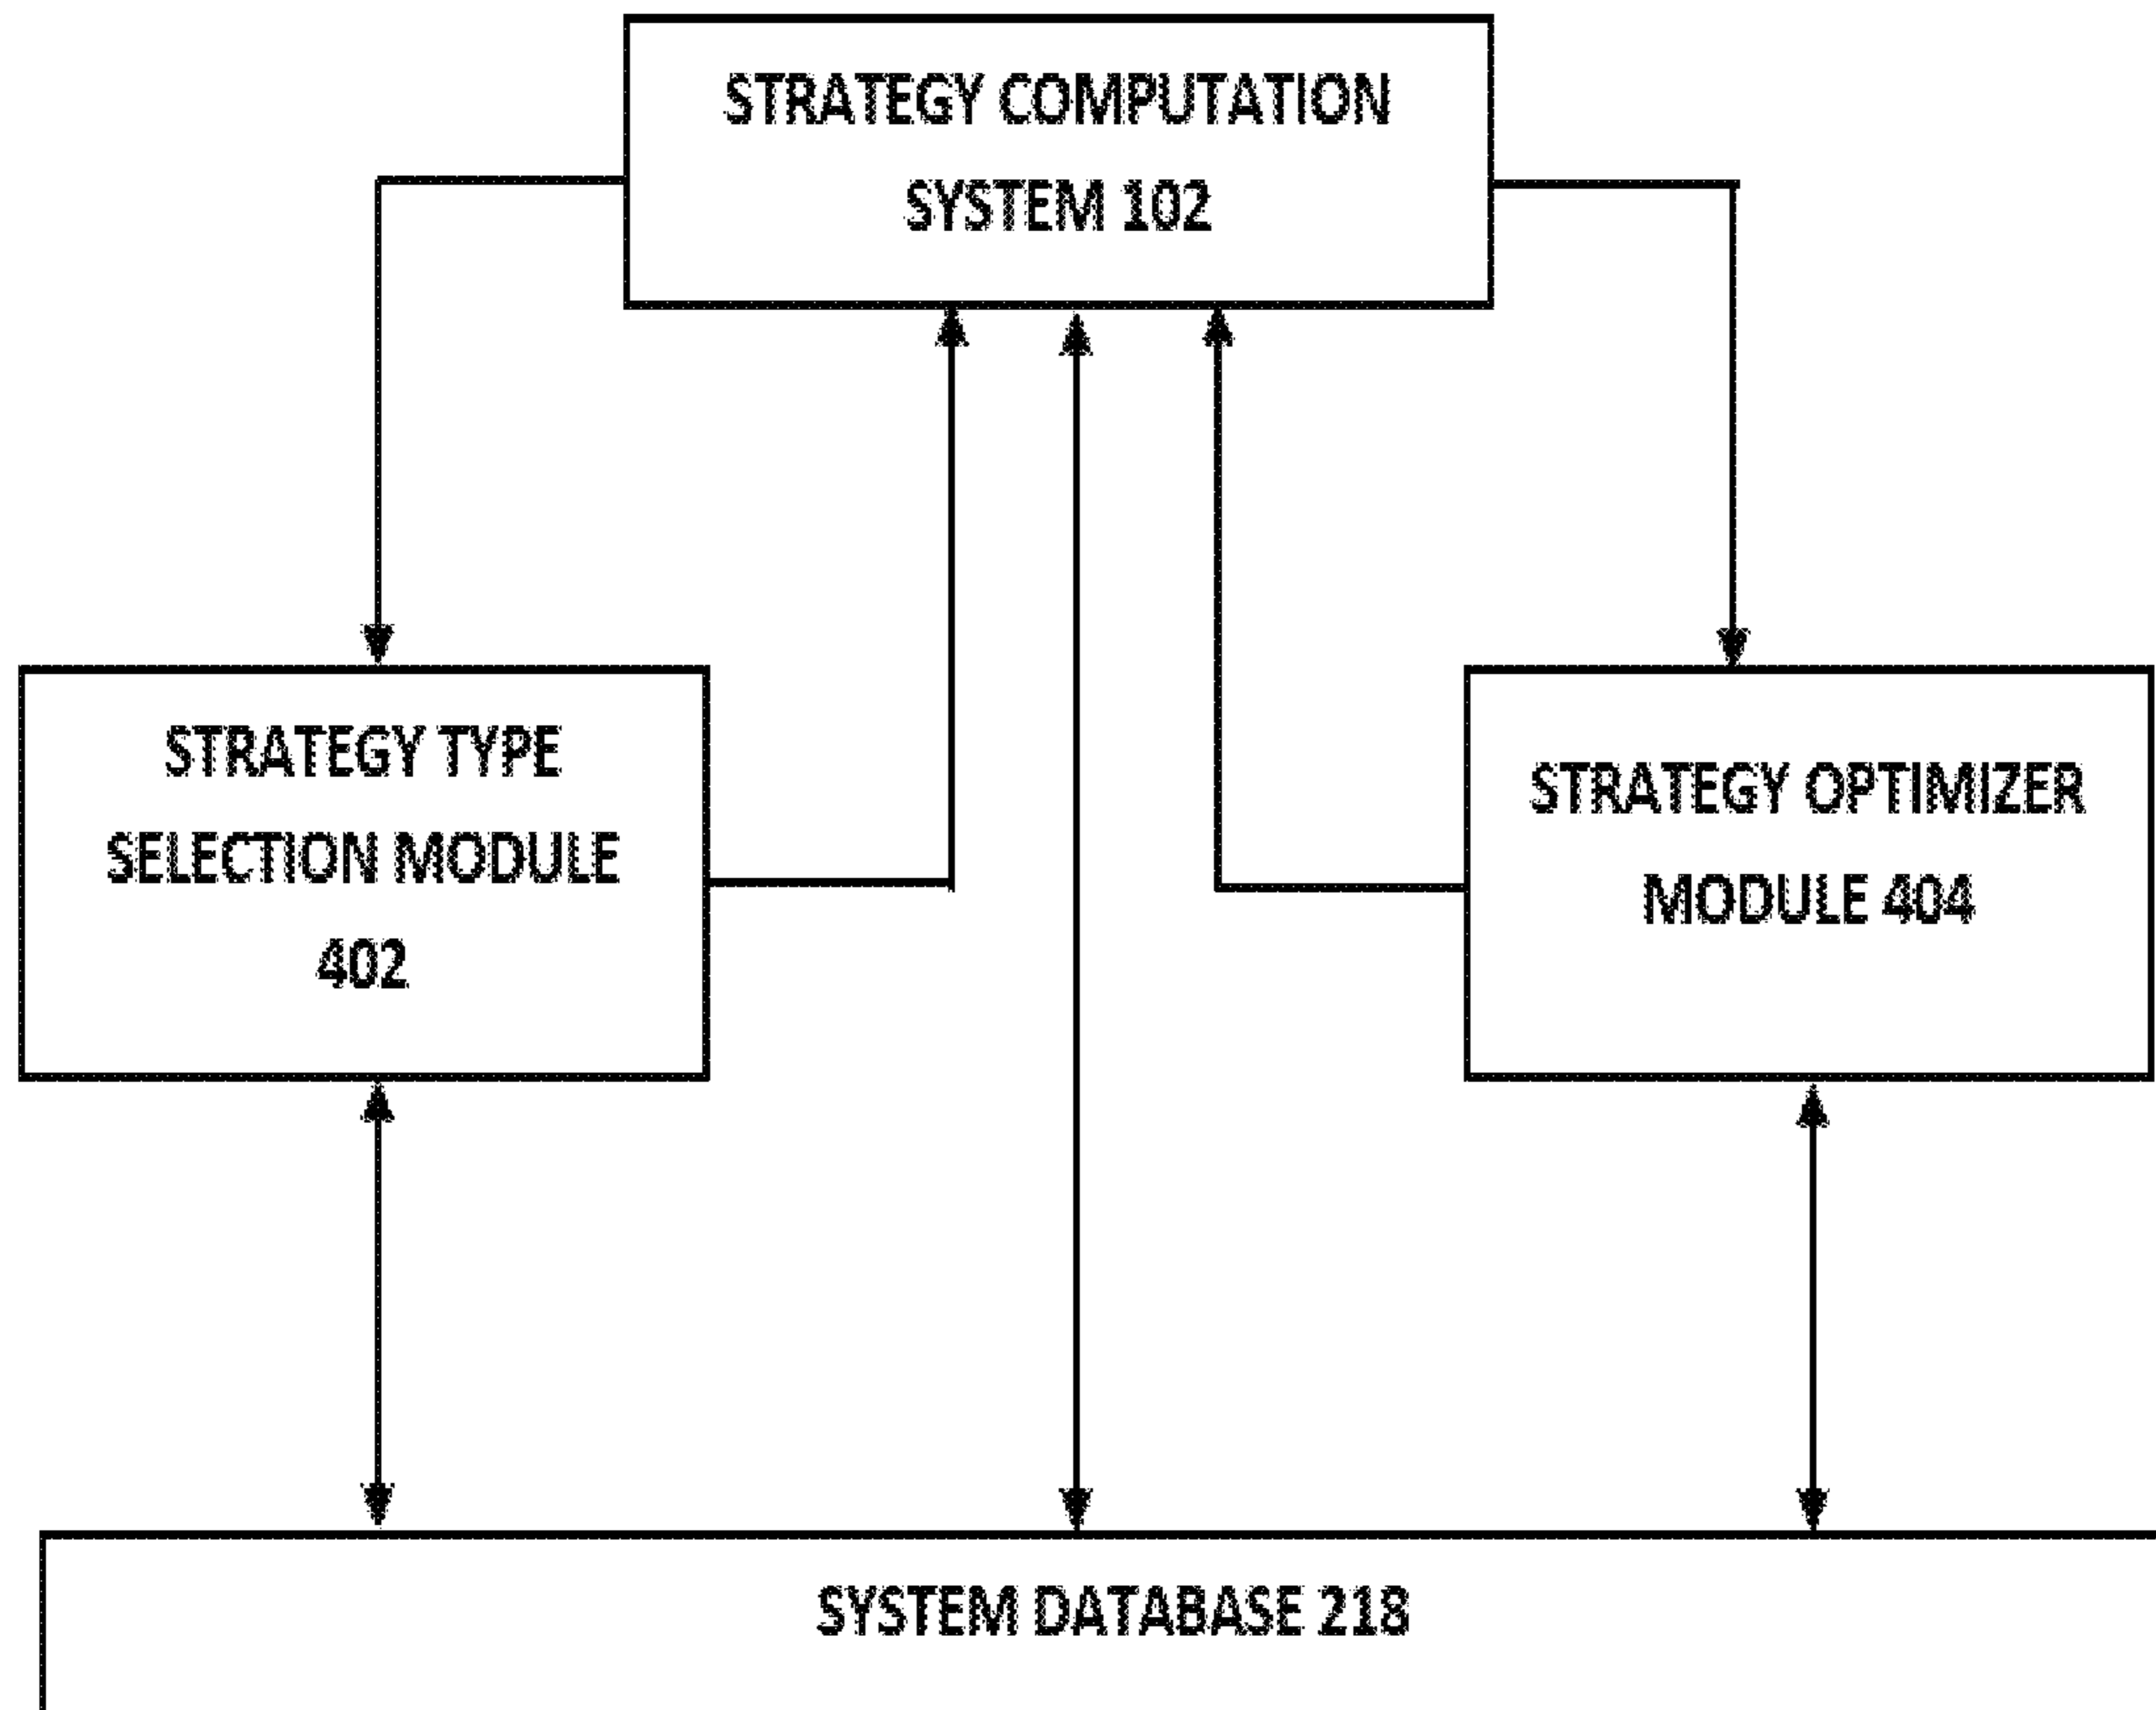 STRATEGY COMPUTATION
SYSTEM 102
STRATEGY TYPE
SELECTION MODULE
402
STRATEGY OPTIMIZER
MODULE 404
SYSTEM DATABASE 218